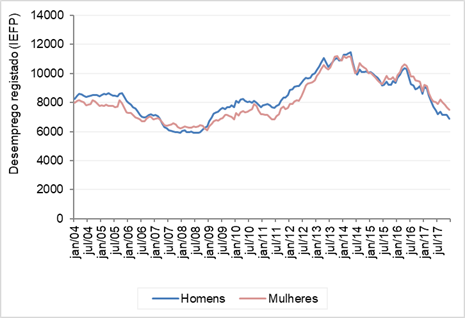 Desemprego registado (IEFP)
14000
12000
10000
8000
6000
4000
2000
0
jan/04
jul/04
jan/05
jul/05
jan/06
jul/06
jan/07
jul/07
jan/08
jul/08
jan/09
jul/09
jan/10
jul/10
jan/11
jul/11
jan/12
jul/12
jan/13
jul/13
jan/14
jul/14
jan/15
jul/15
jan/16
jul/16
jan/17
jul/17
Homens
Mulheres